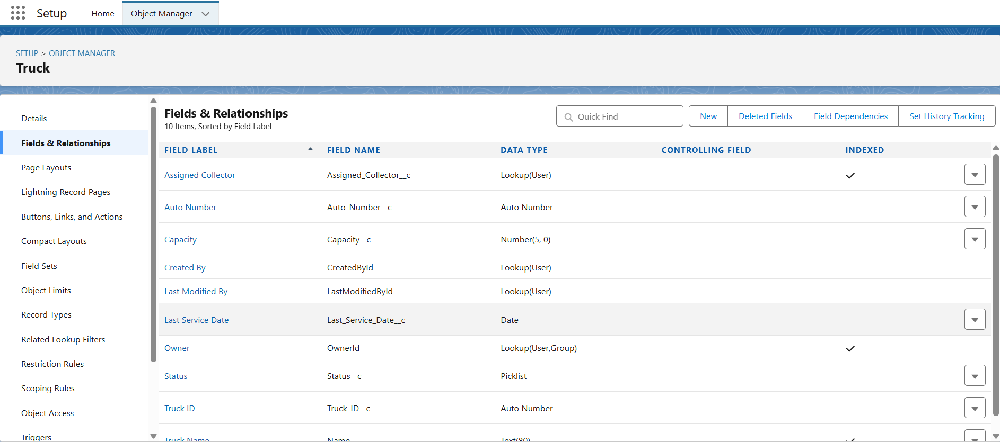 Setup Home Object Manager
SETUP > OBJECT MANAGER
Truck
Details
Fields & Relationships
Page Layouts
Lightning Record Pages
Buttons, Links, and Actions
Compact Layouts
Field Sets
Object Limits
Record Types
Related Lookup Filters
Restriction Rules
Scoping Rules
Object Access
Triggers
Fields & Relationships
10 Items, Sorted by Field Label
Quick Find New Deleted Fields Field Dependencies Set History Tracking
FIELD LABEL FIELD NAME DATA TYPE CONTROLLING FIELD INDEXED
Assigned Collector Assigned_Collector__c Lookup(User)
Auto Number Auto_Number__c Auto Number
Capacity Capacity__c Number(5, 0)
Created By CreatedById Lookup(User)
Last Modified By LastModifiedById Lookup(User)
Last Service Date Last_Service_Date__c Date
Owner OwnerId Lookup(User,Group)
Status Status__c Picklist
Truck ID Truck_ID__c Auto Number
Truck Name Name Text(80)